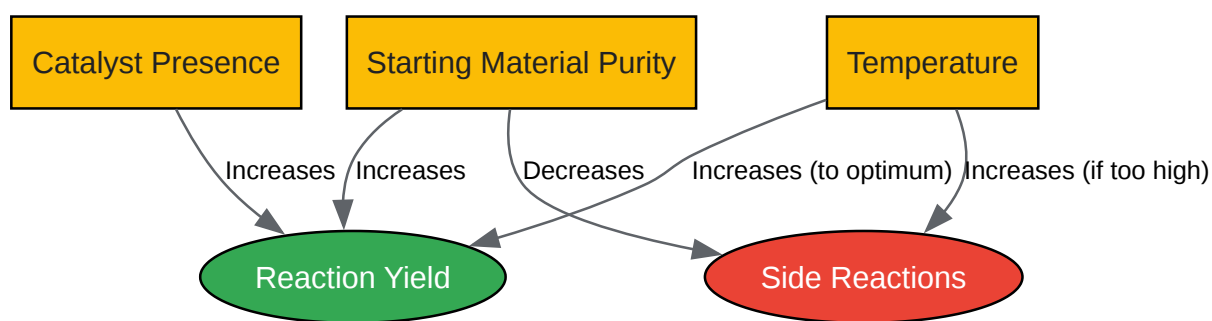 Catalyst Presence
Starting Material Purity
Temperature
Increases
Increases
Decreases
Increases (to optimum)
Increases (if too high)
Reaction Yield
Side Reactions